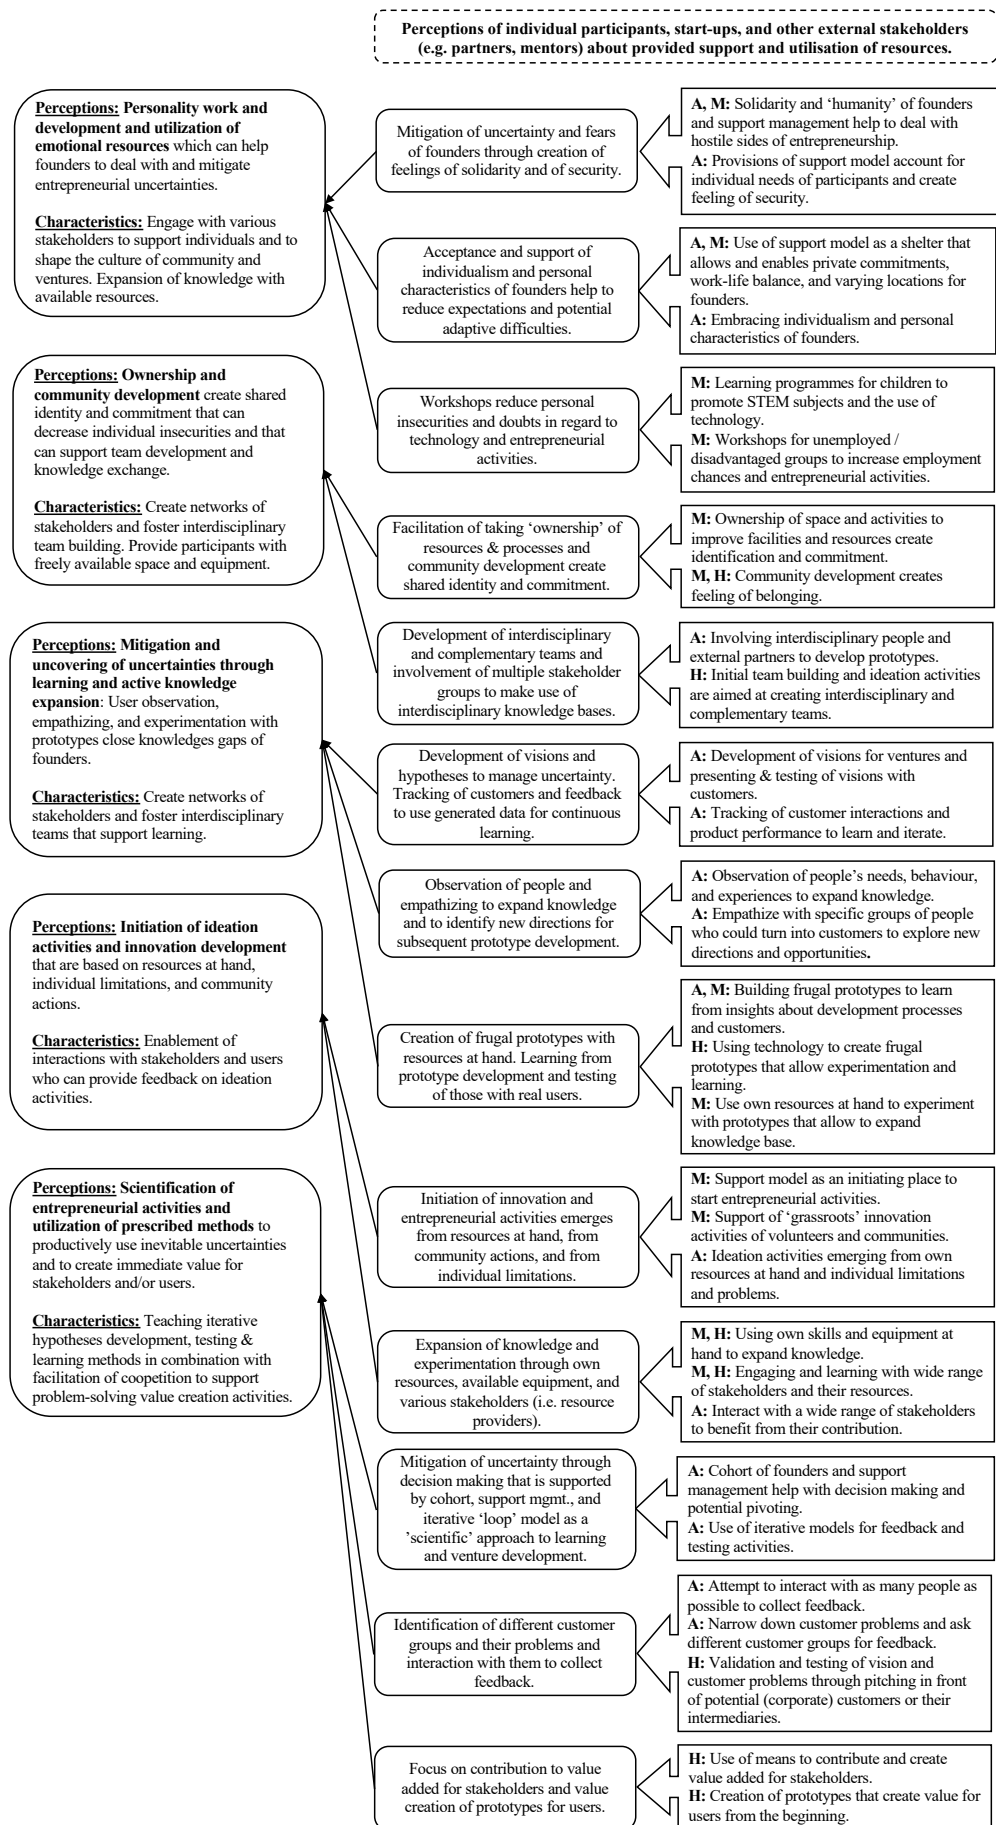 Perceptions of individual participants, start-ups, and other external stakeholders
(e.g. partners, mentors) about provided support and utilisation of resources.
Perceptions: Personality work and
development and utilization of
emotional resources which can help
founders to deal with and mitigate
entrepreneurial uncertainties.
Characteristics: Engage with various
stakeholders to support individuals and to
shape the culture of community and
ventures. Expansion of knowledge with
available resources.
Mitigation of uncertainty and fears
of founders through creation of
feelings of solidarity and of security.
A, M: Solidarity and ‘humanity’ of founders
and support management help to deal with
hostile sides of entrepreneurship.
A: Provisions of support model account for
individual needs of participants and create
feeling of security.
Acceptance and support of
individualism and personal
characteristics of founders help to
reduce expectations and potential
adaptive difficulties.
A, M: Use of support model as a shelter that
allows and enables private commitments,
work-life balance, and varying locations for
founders.
A: Embracing individualism and personal
characteristics of founders.
Workshops reduce personal
insecurities and doubts in regard to
technology and entrepreneurial
activities.
M: Learning programmes for children to
promote STEM subjects and the use of
technology.
M: Workshops for unemployed /
disadvantaged groups to increase employment
chances and entrepreneurial activities.
Perceptions: Ownership and
community development create shared
identity and commitment that can
decrease individual insecurities and that
can support team development and
knowledge exchange.
Characteristics: Create networks of
stakeholders and foster interdisciplinary
team building. Provide participants with
freely available space and equipment.
Facilitation of taking ‘ownership’ of
resources & processes and
community development create
shared identity and commitment.
M: Ownership of space and activities to
improve facilities and resources create
identification and commitment.
M, H: Community development creates
feeling of belonging.
Development of interdisciplinary
and complementary teams and
involvement of multiple stakeholder
groups to make use of
interdisciplinary knowledge bases.
A: Involving interdisciplinary people and
external partners to develop prototypes.
H: Initial team building and ideation activities
are aimed at creating interdisciplinary and
complementary teams.
Perceptions: Mitigation and
uncovering of uncertainties through
learning and active knowledge
expansion: User observation,
empathizing, and experimentation with
prototypes close knowledges gaps of
founders.
Characteristics: Create networks of
stakeholders and foster interdisciplinary
teams that support learning.
Development of visions and
hypotheses to manage uncertainty.
Tracking of customers and feedback
to use generated data for continuous
learning.
A: Development of visions for ventures and
presenting & testing of visions with
customers.
A: Tracking of customer interactions and
product performance to learn and iterate.
Observation of people and
empathizing to expand knowledge
and to identify new directions for
subsequent prototype development.
A: Observation of people’s needs, behaviour,
and experiences to expand knowledge.
A: Empathize with specific groups of people
who could turn into customers to explore new
directions and opportunities.
Creation of frugal prototypes with
resources at hand. Learning from
prototype development and testing
of those with real users.
A, M: Building frugal prototypes to learn
from insights about development processes
and customers.
H: Using technology to create frugal
prototypes that allow experimentation and
learning.
M: Use own resources at hand to experiment
with prototypes that allow to expand
knowledge base.
Perceptions: Initiation of ideation
activities and innovation development
that are based on resources at hand,
individual limitations, and community
actions.
Characteristics: Enablement of
interactions with stakeholders and users
who can provide feedback on ideation
activities.
Initiation of innovation and
entrepreneurial activities emerges
from resources at hand, from
community actions, and from
individual limitations.
M: Support model as an initiating place to
start entrepreneurial activities.
M: Support of ‘grassroots’ innovation
activities of volunteers and communities.
A: Ideation activities emerging from own
resources at hand and individual limitations
and problems.
Expansion of knowledge and
experimentation through own
resources, available equipment, and
various stakeholders (i.e. resource
providers).
M, H: Using own skills and equipment at
hand to expand knowledge.
M, H: Engaging and learning with wide range
of stakeholders and their resources.
A: Interact with a wide range of stakeholders
to benefit from their contribution.
Perceptions: Scientification of
entrepreneurial activities and
utilization of prescribed methods to
productively use inevitable uncertainties
and to create immediate value for
stakeholders and/or users.
Characteristics: Teaching iterative
hypotheses development, testing &
learning methods in combination with
facilitation of coopetition to support
problem-solving value creation activities.
Mitigation of uncertainty through
decision making that is supported
by cohort, support mgmt., and
iterative ‘loop’ model as a
’scientific’ approach to learning
and venture development.
A: Cohort of founders and support
management help with decision making and
potential pivoting.
A: Use of iterative models for feedback and
testing activities.
Identification of different customer
groups and their problems and
interaction with them to collect
feedback.
A: Attempt to interact with as many people as
possible to collect feedback.
A: Narrow down customer problems and ask
different customer groups for feedback.
H: Validation and testing of vision and
customer problems through pitching in front
of potential (corporate) customers or their
intermediaries.
Focus on contribution to value
added for stakeholders and value
creation of prototypes for users.
H: Use of means to contribute and create
value added for stakeholders.
H: Creation of prototypes that create value for
users from the beginning.